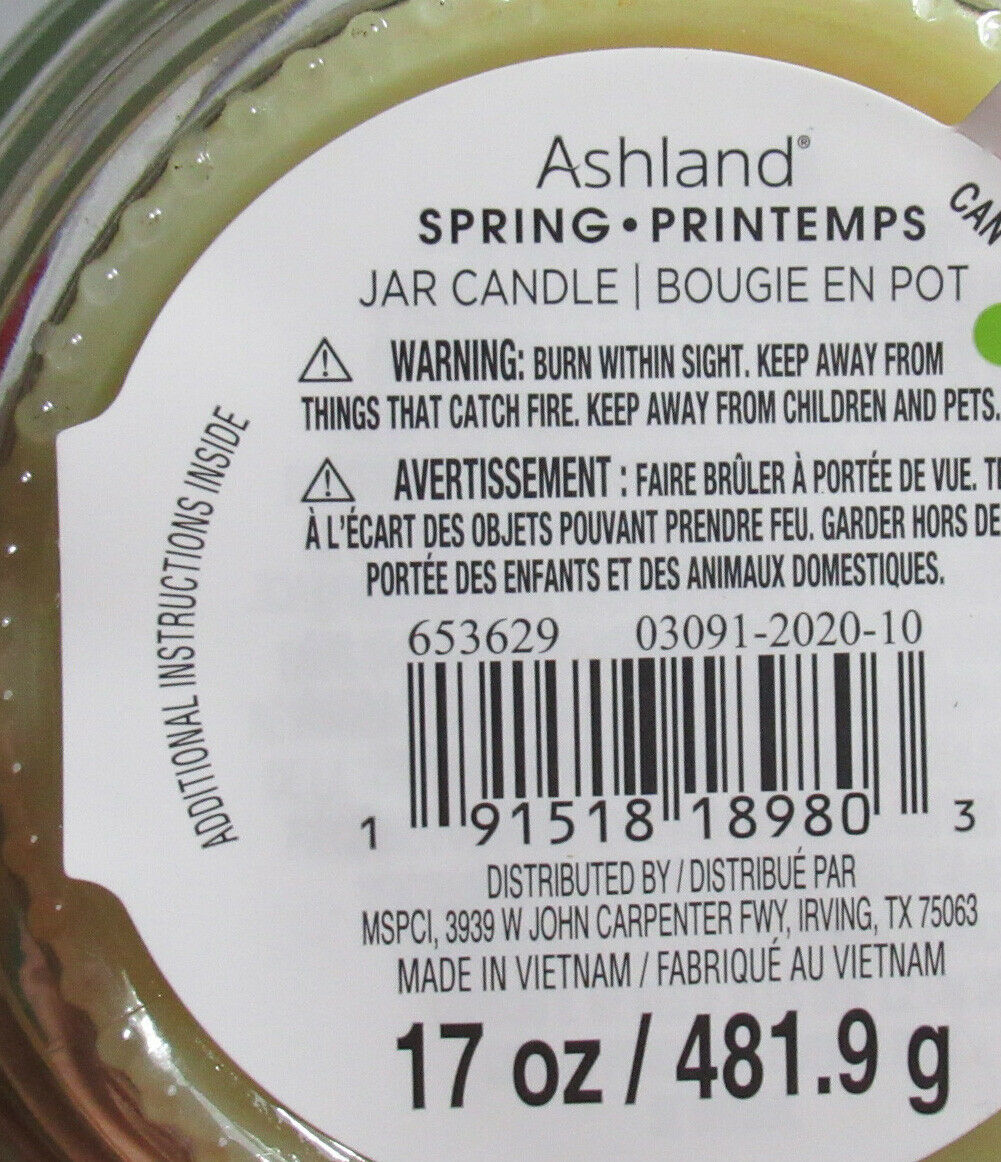 Ashland®
SPRING • PRINTEMPS
JAR CANDLE | BOUGIE EN POT
⚠ WARNING: BURN WITHIN SIGHT. KEEP AWAY FROM
THINGS THAT CATCH FIRE. KEEP AWAY FROM CHILDREN AND PETS.
⚠ AVERTISSEMENT : FAIRE BRÛLER À PORTÉE DE VUE.
À L'ÉCART DES OBJETS POUVANT PRENDRE FEU. GARDER HORS DE
PORTÉE DES ENFANTS ET DES ANIMAUX DOMESTIQUES.
653629 03091-2020-10
1 91518 18980 3
DISTRIBUTED BY / DISTRIBUÉ PAR
MSPCI, 3939 W JOHN CARPENTER FWY, IRVING, TX 75063
MADE IN VIETNAM / FABRIQUÉ AU VIETNAM
17 oz / 481.9 g
ADDITIONAL INSTRUCTIONS INSIDE